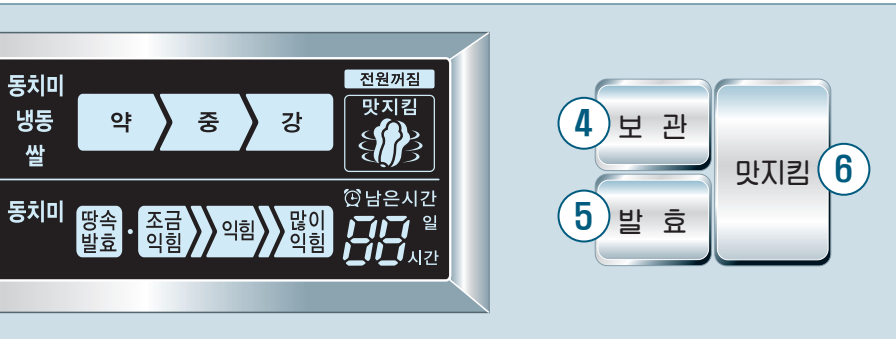 동치미
냉동
쌀
약 중 강
전원꺼짐
맛지킴
동치미
땅속
발효
·
조금
익힘
익힘
많이
익힘
남은시간
88 일
시간
④ 보 관
⑤ 발 효
맛지킴 ⑥